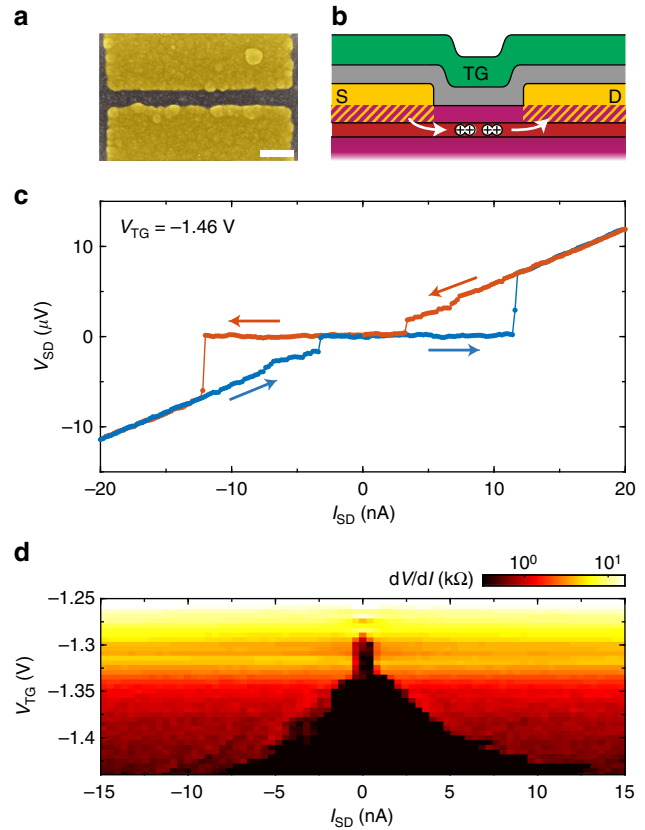 a
b
TG
S
D
c
V_TG = −1.46 V
10
0
−10
V_SD (μV)
−20
−10
0
10
20
I_SD (nA)
d
dV/dI (kΩ)
10^0
10^1
−1.25
−1.3
−1.35
−1.4
V_TG (V)
−15
−10
−5
0
5
10
15
I_SD (nA)